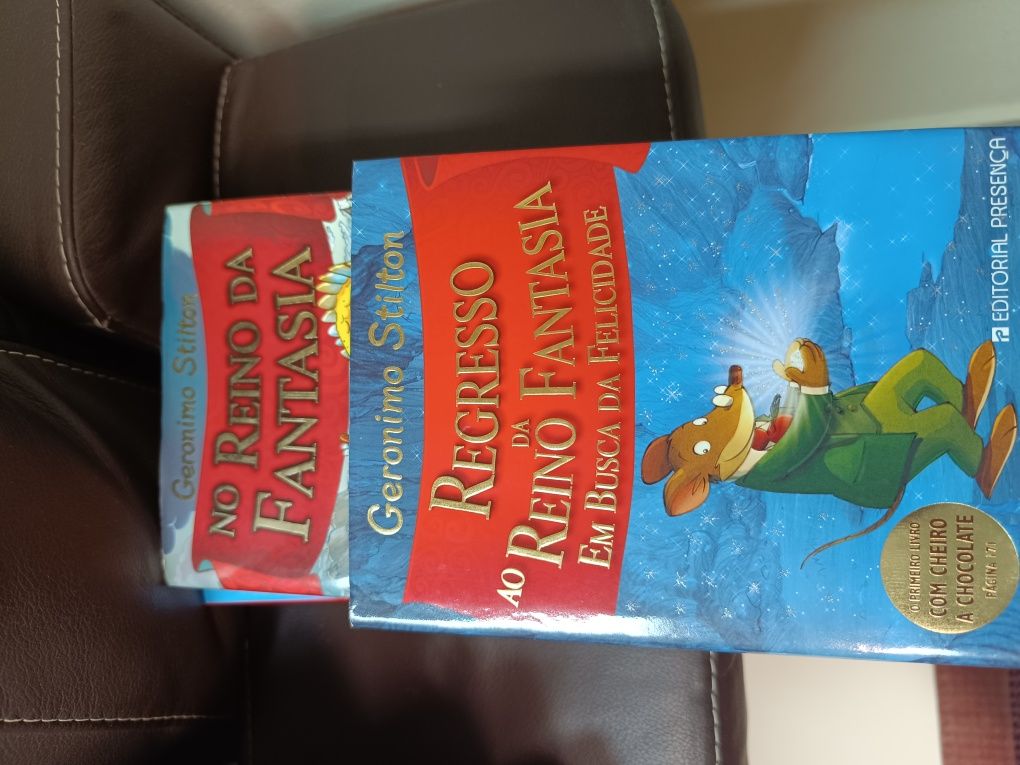 Geronimo Stilton
NO REINO DA
FANTASIA
Geronimo Stilton
REGRESSO
AO REINO DA FANTASIA
EM BUSCA DA FELICIDADE
O PRIMEIRO LIVRO
COM CHEIRO
A CHOCOLATE
PÁGINA 171
EDITORIAL PRESENÇA